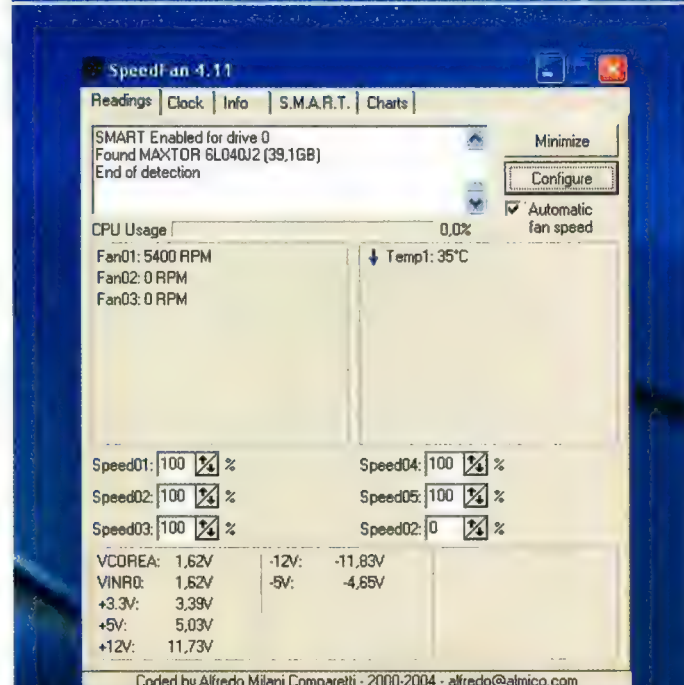 SpeedFan 4.11
Readings Clock Info S.M.A.R.T. Charts
SMART Enabled for drive 0
Found MAXTOR 6L040J2 (39,1GB)
End of detection
Minimize
Configure
Automatic
fan speed
CPU Usage 0,0%
Fan01: 5400 RPM
Fan02: 0 RPM
Fan03: 0 RPM
Temp1: 35°C
Speed01: 100 %
Speed02: 100 %
Speed03: 100 %
Speed04: 100 %
Speed05: 100 %
Speed02: 0 %
VCOREA: 1,62V
VINR0: 1,62V
+3.3V: 3,39V
+5V: 5,03V
+12V: 11,73V
-12V: -11,83V
-5V: -4,65V
Coded by Alfredo Milani Comparetti - 2000-2004 - alfredo@almico.com